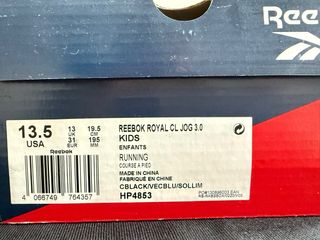 Reebok
13.5
USA
13
UK
19.5
CM
31
EUR
195
MM
Reebok
REEBOK ROYAL CL JOG 3.0
KIDS
ENFANTS
RUNNING
COURSE A PIED
MADE IN CHINA
FABRIQUÉ EN CHINE
CBLACK/VECBLU/SOLLIM
HP4853
4 066749 764357